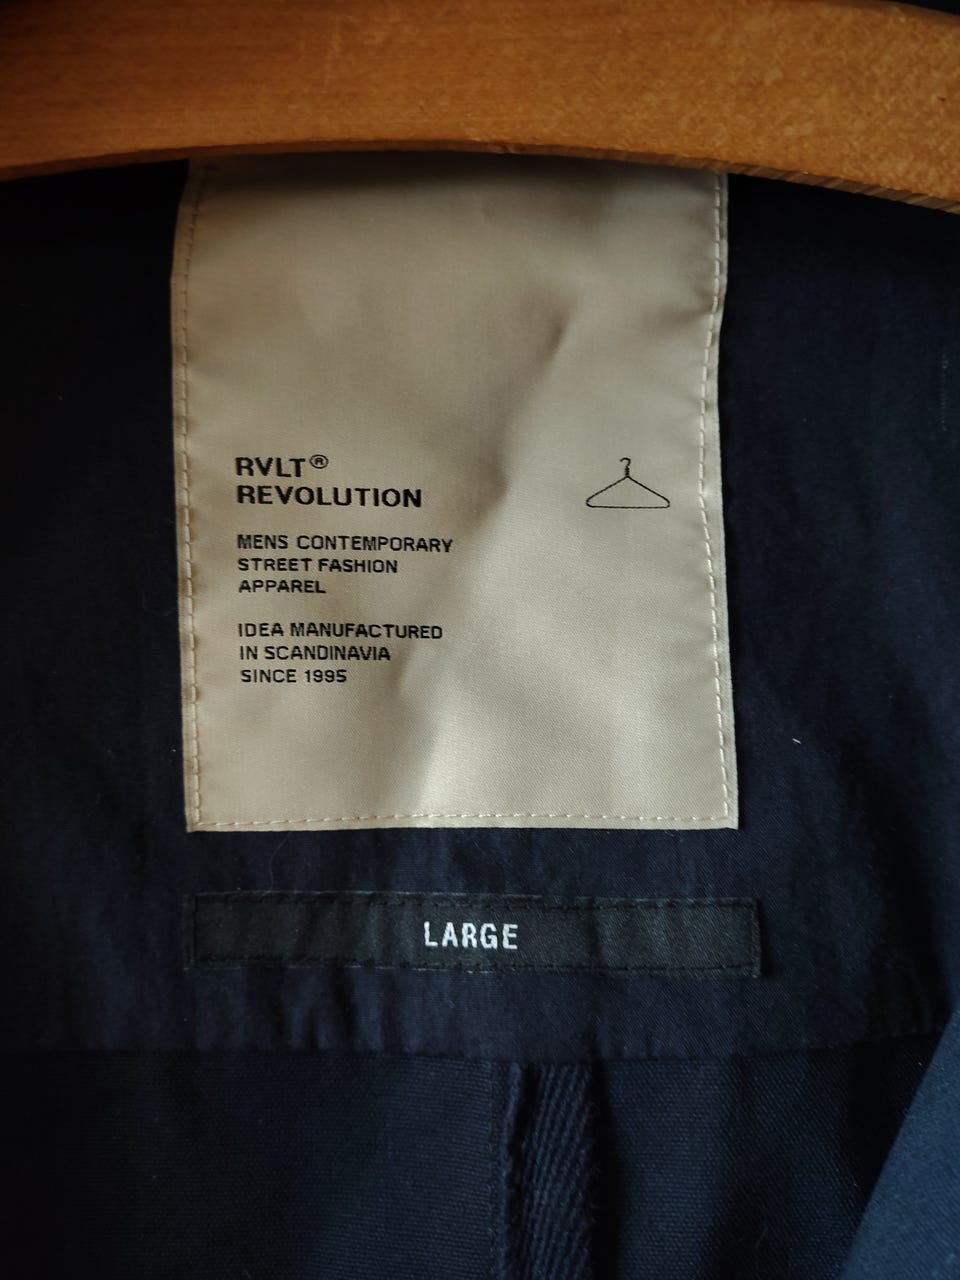 RVLT®
REVOLUTION
MENS CONTEMPORARY
STREET FASHION
APPAREL
IDEA MANUFACTURED
IN SCANDINAVIA
SINCE 1995
LARGE